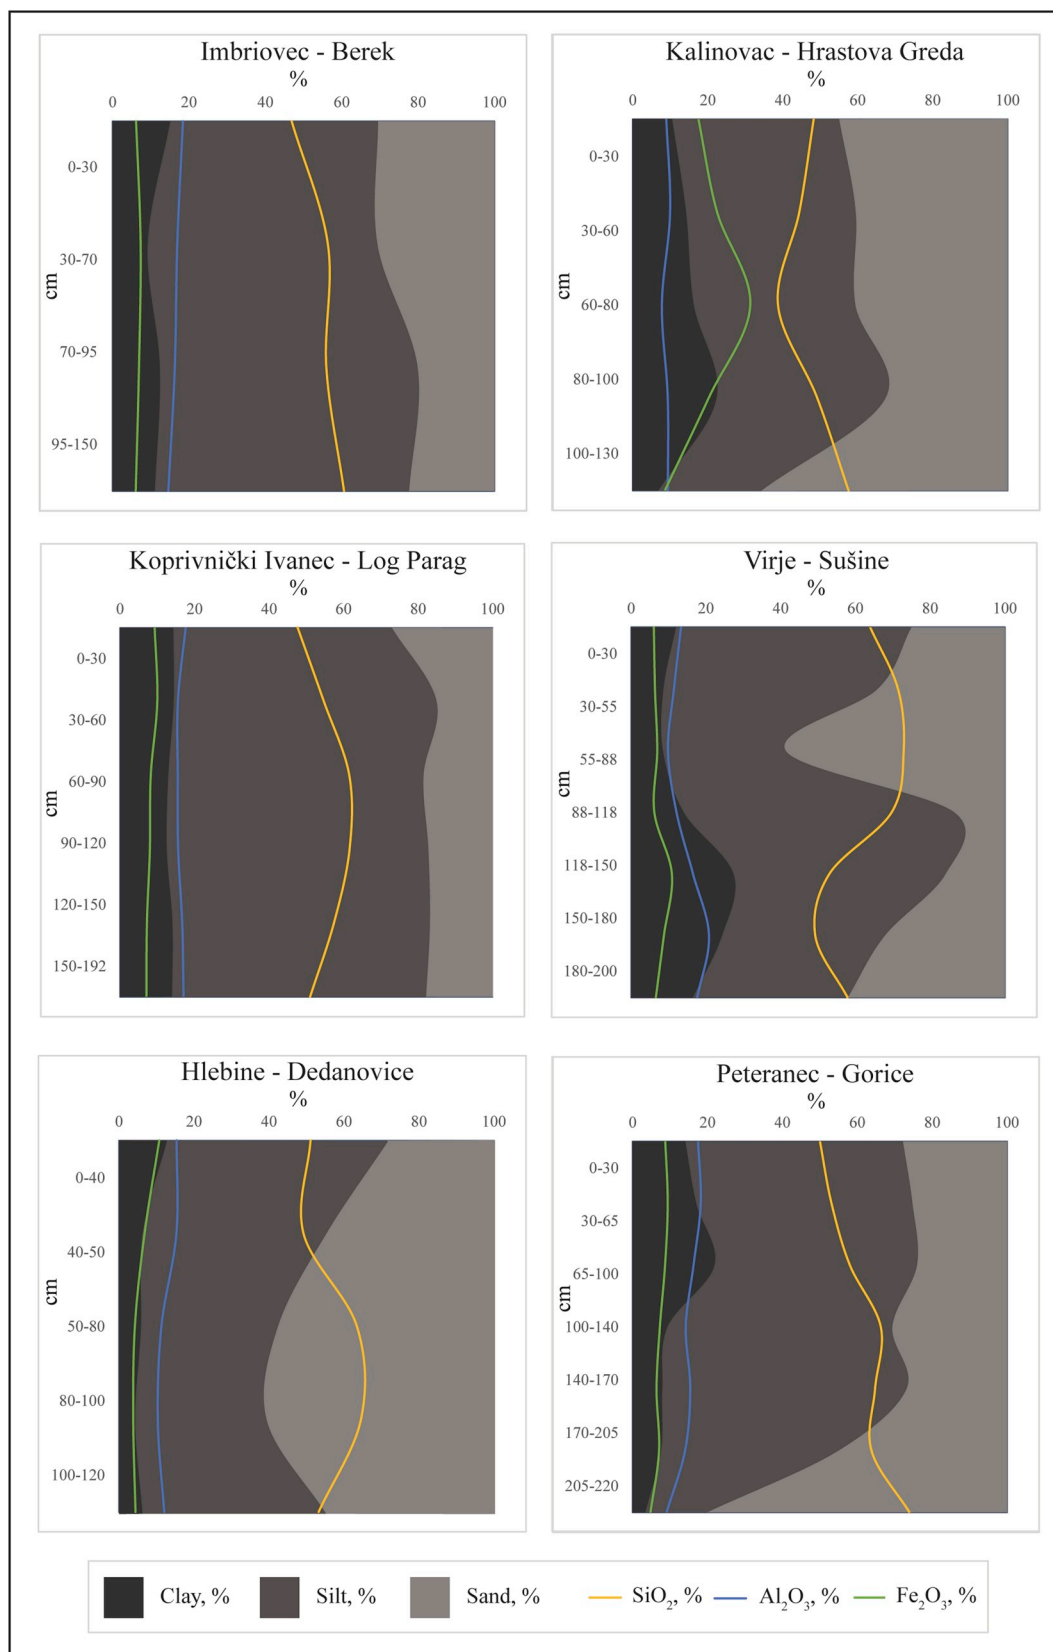 Imbriovec - Berek
%
0 20 40 60 80 100
0-30
30-70
70-95
95-150
cm
Kalinovac - Hrastova Greda
%
0 20 40 60 80 100
0-30
30-60
60-80
80-100
100-130
cm
Koprivnički Ivanec - Log Parag
%
0 20 40 60 80 100
0-30
30-60
60-90
90-120
120-150
150-192
cm
Virje - Sušine
%
0 20 40 60 80 100
0-30
30-55
55-88
88-118
118-150
150-180
180-200
cm
Hlebine - Dedanovice
%
0 20 40 60 80 100
0-40
40-50
50-80
80-100
100-120
cm
Peteranec - Gorice
%
0 20 40 60 80 100
0-30
30-65
65-100
100-140
140-170
170-205
205-220
cm
Clay, % Silt, % Sand, % SiO₂, % Al₂O₃, % Fe₂O₃, %